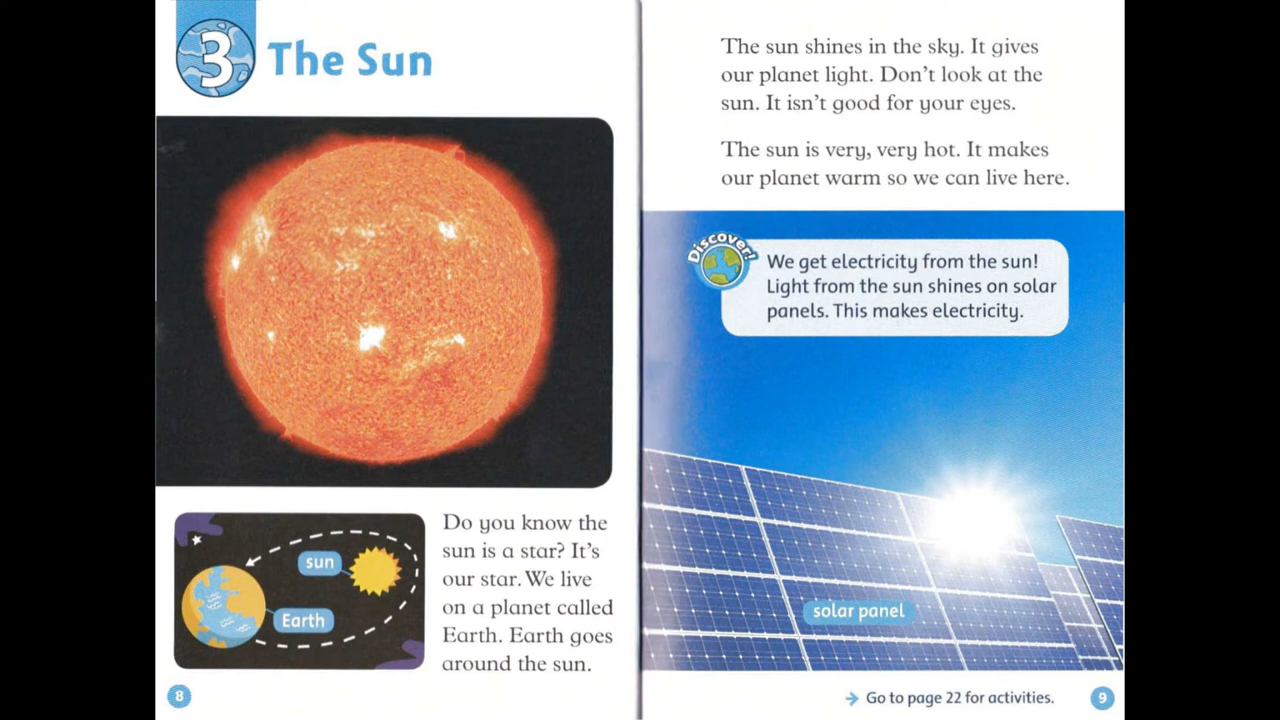 3 The Sun
sun
Earth
Do you know the
sun is a star? It's
our star. We live
on a planet called
Earth. Earth goes
around the sun.
8
The sun shines in the sky. It gives
our planet light. Don't look at the
sun. It isn't good for your eyes.
The sun is very, very hot. It makes
our planet warm so we can live here.
Discover!
We get electricity from the sun!
Light from the sun shines on solar
panels. This makes electricity.
solar panel
→ Go to page 22 for activities.
9